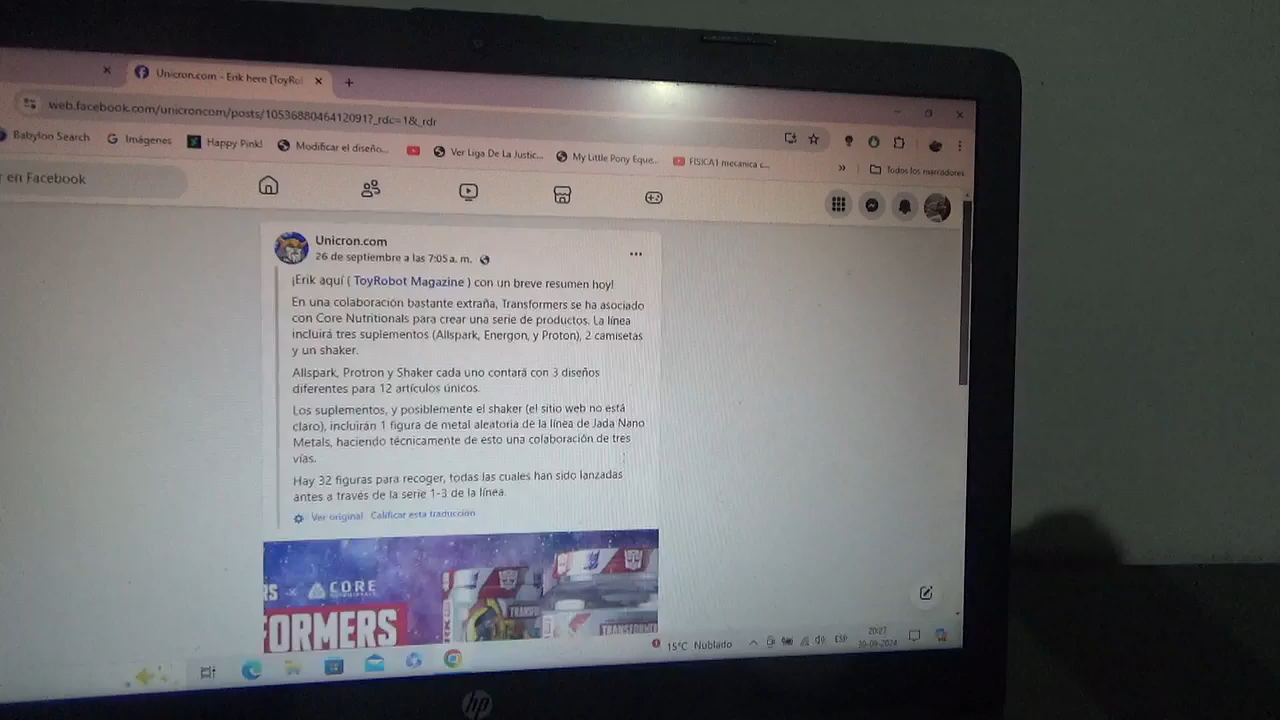 Unicron.com - Erik here (ToyRo
web.facebook.com/unicroncom/posts/1053688046412091?_rdc=1&_rdr
Babylon Search
Imágenes
Happy Pink!
Modificar el diseño...
Ver Liga De La Justic...
My Little Pony Eque...
FISICA1 mecanica c...
»
Todos los marcadores
r en Facebook
Unicron.com
26 de septiembre a las 7:05 a. m.
¡Erik aquí ( ToyRobot Magazine ) con un breve resumen hoy!
En una colaboración bastante extraña, Transformers se ha asociado
con Core Nutritionals para crear una serie de productos. La línea
incluirá tres suplementos (Allspark, Energon, y Proton), 2 camisetas
y un shaker.
Allspark, Protron y Shaker cada uno contará con 3 diseños
diferentes para 12 artículos únicos.
Los suplementos, y posiblemente el shaker (el sitio web no está
claro), incluirán 1 figura de metal aleatoria de la línea de Jada Nano
Metals, haciendo técnicamente de esto una colaboración de tres
vías.
Hay 32 figuras para recoger, todas las cuales han sido lanzadas
antes a través de la serie 1-3 de la línea.
Ver original Calificar esta traducción
RS x CORE
ORMERS
TRANSFO
TRANSFORMER
15°C Nublado
ESP
20:27
30-09-2024
hp